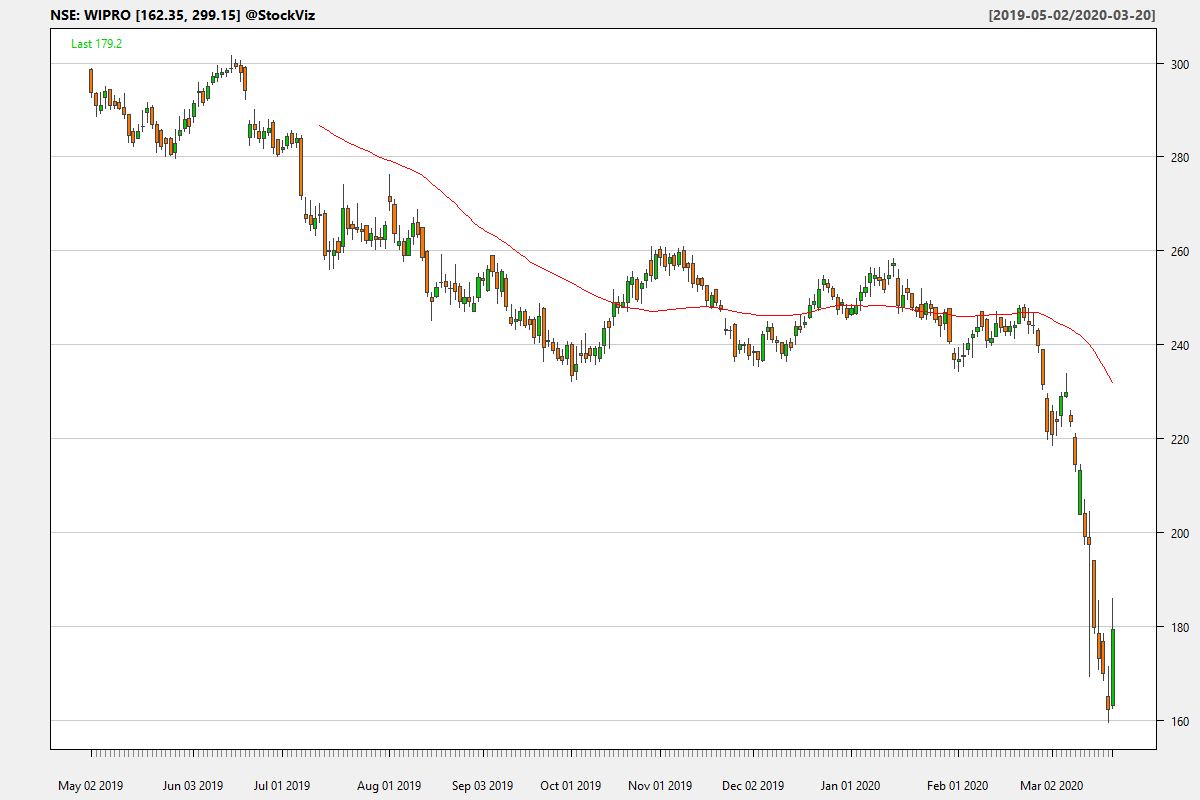 NSE: WIPRO [162.35, 299.15] @StockViz
[2019-05-02/2020-03-20]
Last 179.2
300
280
260
240
220
200
180
160
May 02 2019
Jun 03 2019
Jul 01 2019
Aug 01 2019
Sep 03 2019
Oct 01 2019
Nov 01 2019
Dec 02 2019
Jan 01 2020
Feb 01 2020
Mar 02 2020